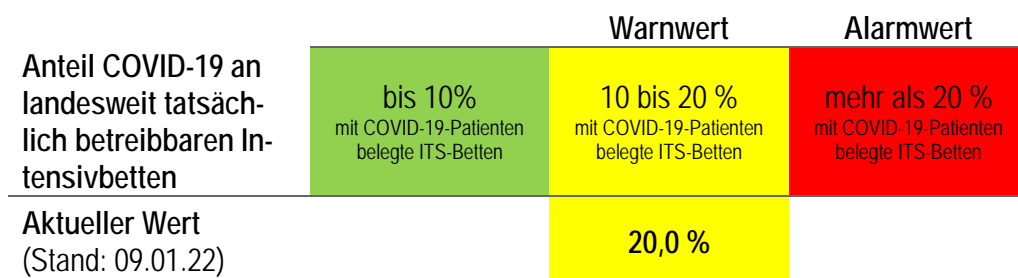 Warnwert Alarmwert
Anteil COVID-19 an
landesweit tatsäch-
lich betreibbaren In-
tensivbetten
bis 10%
mit COVID-19-Patienten
belegte ITS-Betten
10 bis 20 %
mit COVID-19-Patienten
belegte ITS-Betten
mehr als 20 %
mit COVID-19-Patienten
belegte ITS-Betten
Aktueller Wert
(Stand: 09.01.22)
20,0 %